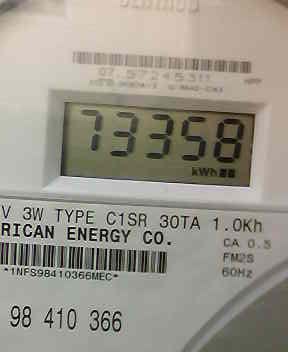 73358
kWh
V 3W TYPE C1SR 30TA 1.0Kh
RICAN ENERGY CO.
CA 0.5
FM2S
60Hz
*1NFS98410366MEC*
98 410 366